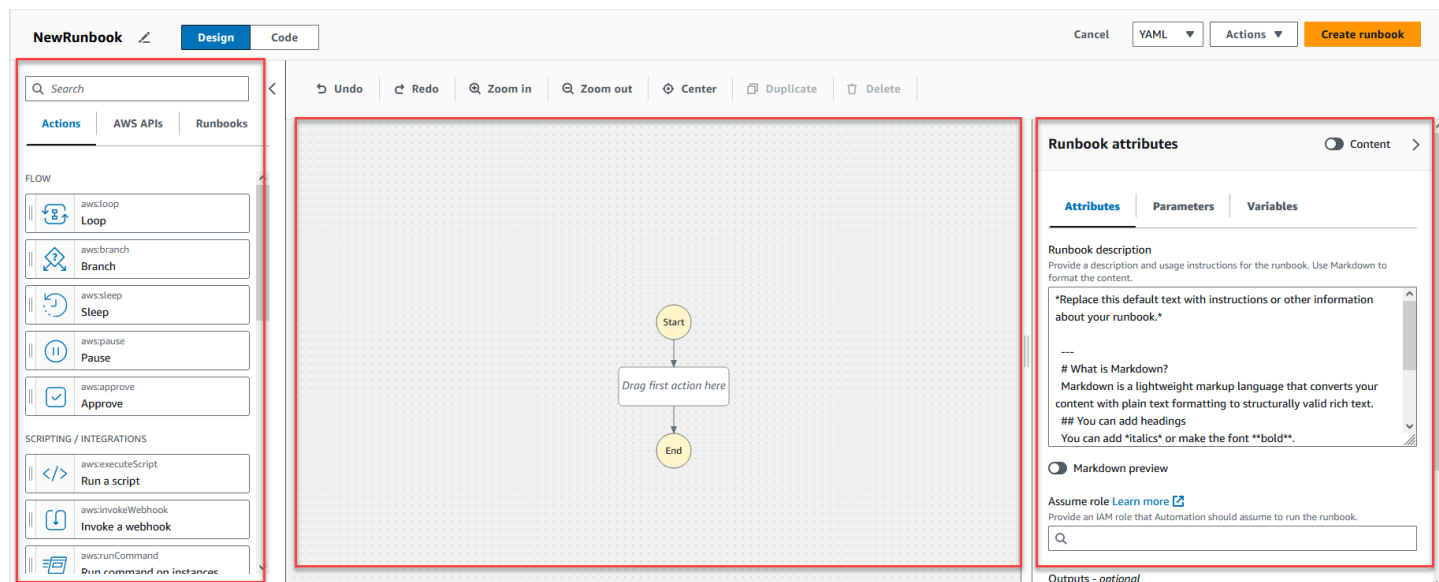 NewRunbook
Design
Code
Cancel
YAML
Actions
Create runbook
Search
Actions
AWS APIs
Runbooks
FLOW
aws:loop
Loop
aws:branch
Branch
aws:sleep
Sleep
aws:pause
Pause
aws:approve
Approve
SCRIPTING / INTEGRATIONS
aws:executeScript
Run a script
aws:invokeWebhook
Invoke a webhook
aws:runCommand
Run command on instances
Undo
Redo
Zoom in
Zoom out
Center
Duplicate
Delete
Start
Drag first action here
End
Runbook attributes
Content
Attributes
Parameters
Variables
Runbook description
Provide a description and usage instructions for the runbook. Use Markdown to
format the content.
*Replace this default text with instructions or other information
about your runbook.*
---
# What is Markdown?
Markdown is a lightweight markup language that converts your
content with plain text formatting to structurally valid rich text.
## You can add headings
You can add *italics* or make the font **bold**.
Markdown preview
Assume role Learn more
Provide an IAM role that Automation should assume to run the runbook.
Outputs - optional